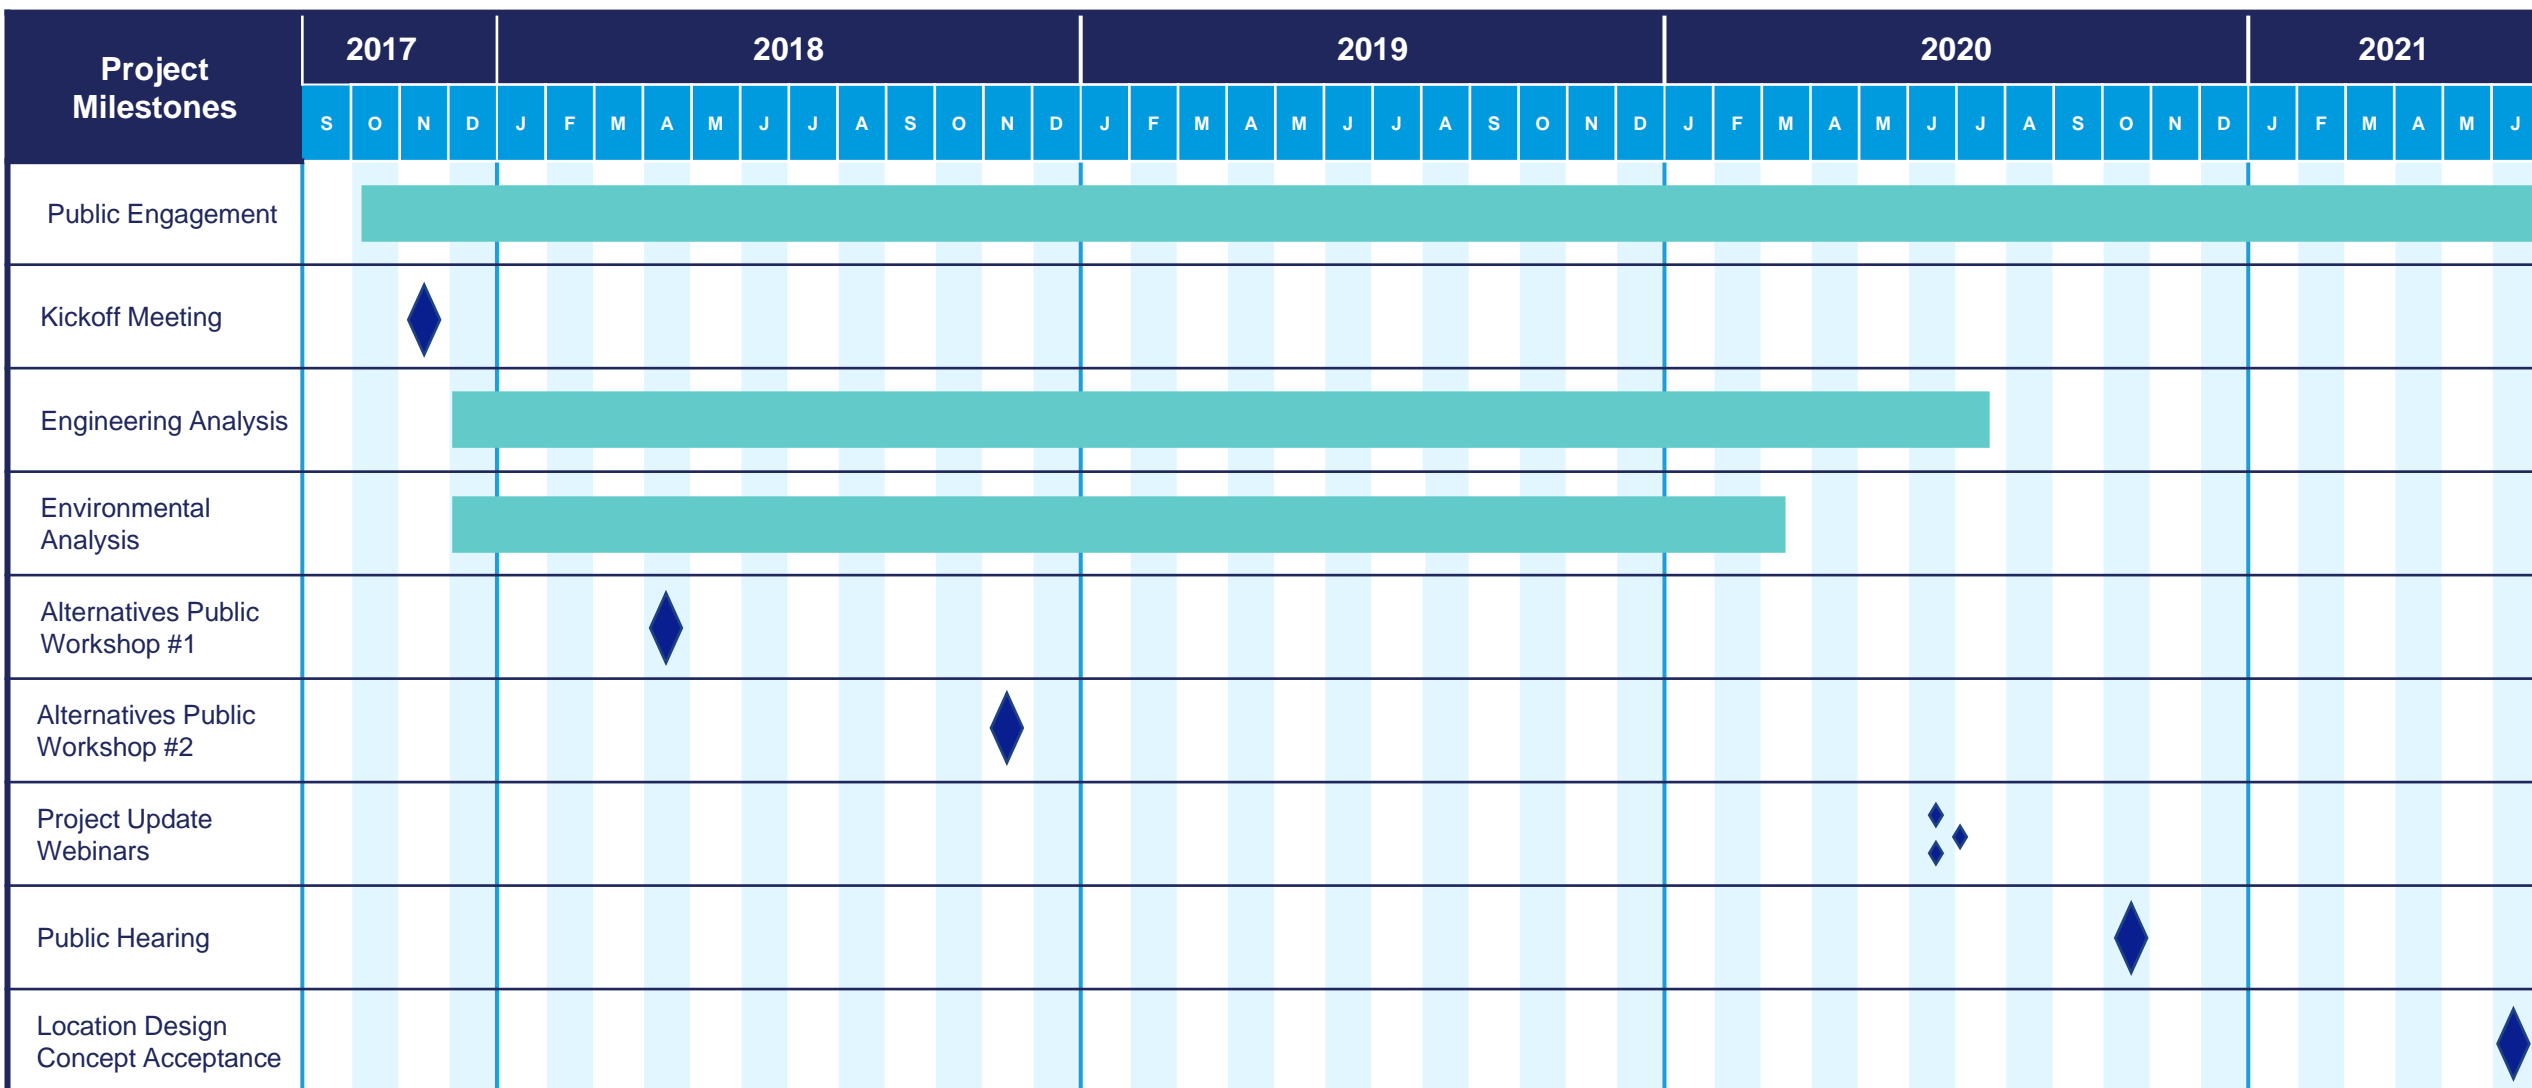 Project
Milestones
2017 2018 2019 2020 2021
S O N D J F M A M J J A S O N D J F M A M J J A S O N D J F M A M J J A S O N D J F M A M J
Public Engagement
Kickoff Meeting
Engineering Analysis
Environmental
Analysis
Alternatives Public
Workshop #1
Alternatives Public
Workshop #2
Project Update
Webinars
Public Hearing
Location Design
Concept Acceptance